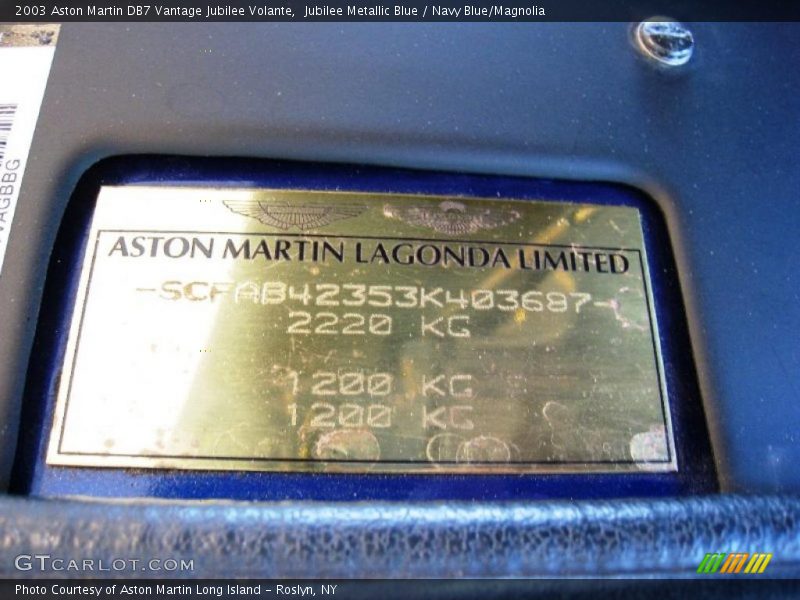 2003 Aston Martin DB7 Vantage Jubilee Volante,  Jubilee Metallic Blue / Navy Blue/Magnolia
ASTON MARTIN LAGONDA LIMITED
-SCFAB42353K403687-
2220 KG
1200 KG
1200 KG
GTCARLOT.COM
Photo Courtesy of Aston Martin Long Island – Roslyn, NY